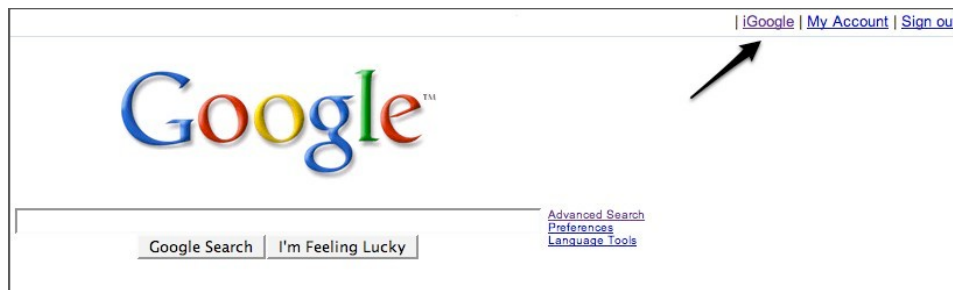 | iGoogle | My Account | Sign ou
Google™
Advanced Search
Preferences
Language Tools
Google Search I'm Feeling Lucky